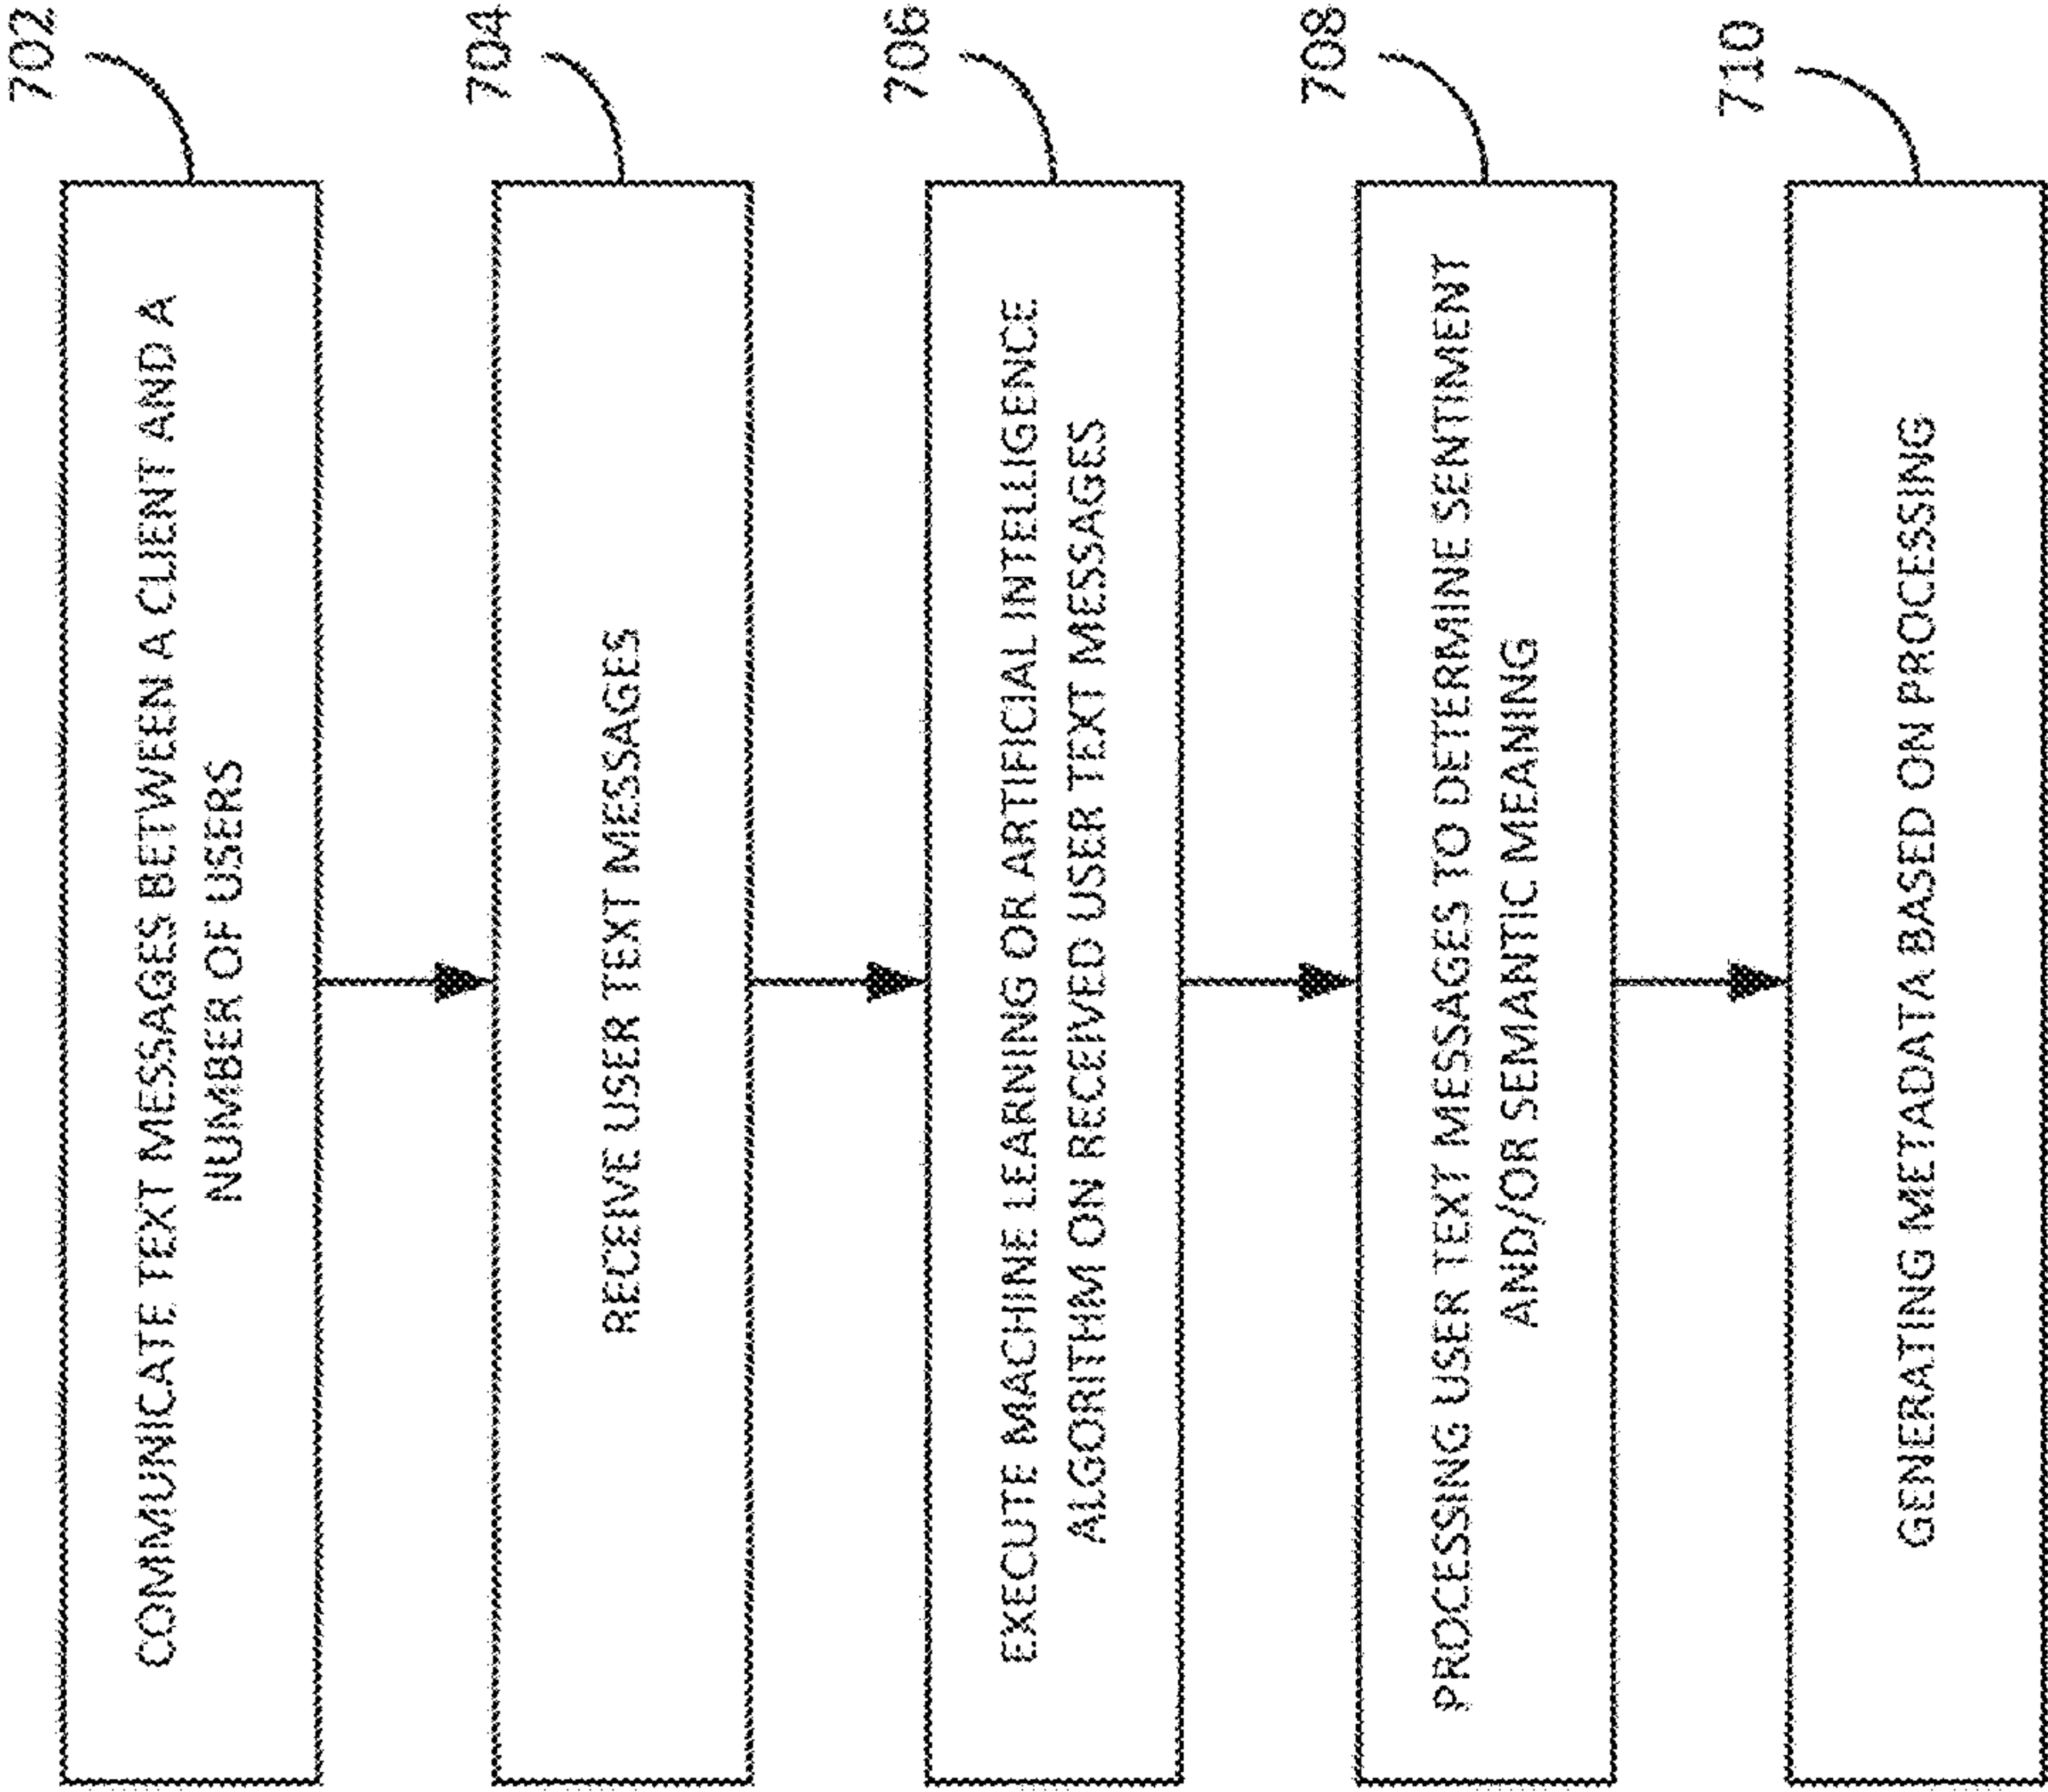 702
COMMUNICATE TEXT MESSAGES BETWEEN A CLIENT AND A
NUMBER OF USERS
704
RECEIVE USER TEXT MESSAGES
706
EXECUTE MACHINE LEARNING OR ARTIFICIAL INTELLIGENCE
ALGORITHM ON RECEIVED USER TEXT MESSAGES
708
PROCESSING USER TEXT MESSAGES TO DETERMINE SENTIMENT
AND/OR SEMANTIC MEANING
710
GENERATING METADATA BASED ON PROCESSING